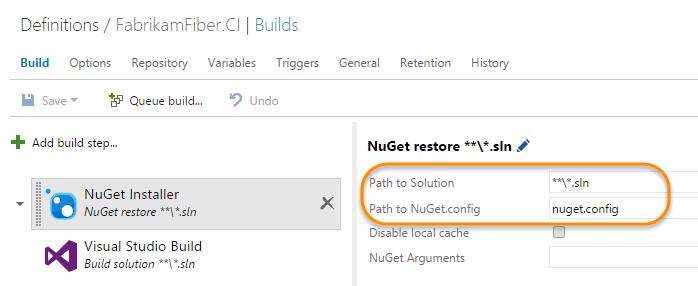 Definitions / FabrikamFiber.CI | Builds
Build Options Repository Variables Triggers General Retention History
Save Queue build... Undo
Add build step...
NuGet Installer
NuGet restore **\*.sln
Visual Studio Build
Build solution **\*.sln
NuGet restore **\*.sln
Path to Solution **\*.sln
Path to NuGet.config nuget.config
Disable local cache
NuGet Arguments